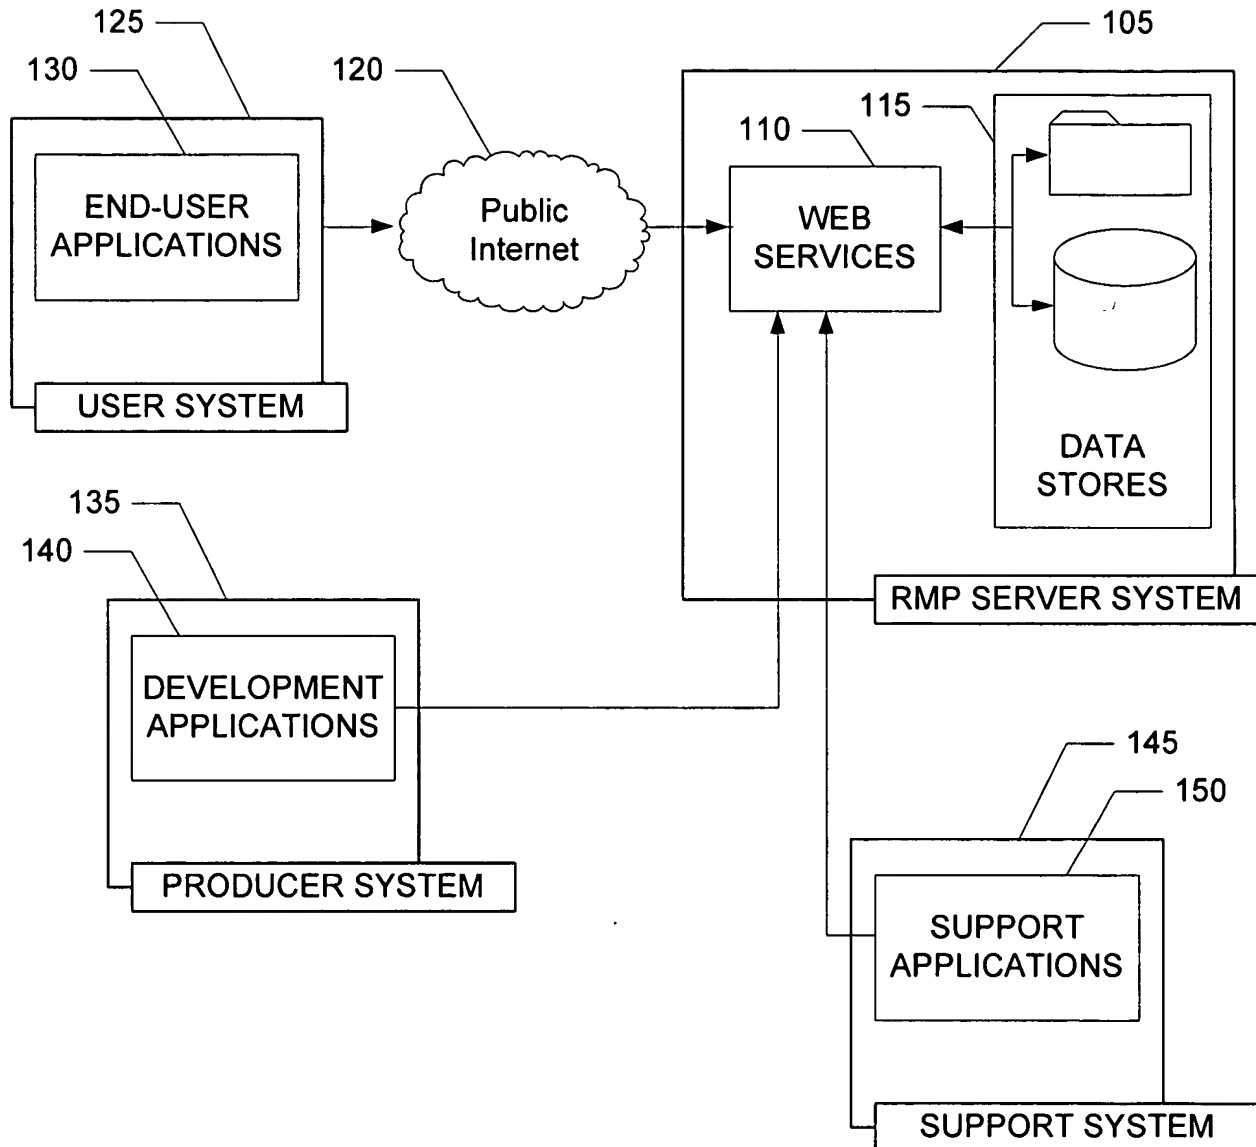 125
105
130
120
115
110
END-USER
APPLICATIONS
Public
Internet
WEB
SERVICES
USER SYSTEM
DATA
STORES
135
140
RMP SERVER SYSTEM
DEVELOPMENT
APPLICATIONS
145
150
PRODUCER SYSTEM
SUPPORT
APPLICATIONS
SUPPORT SYSTEM